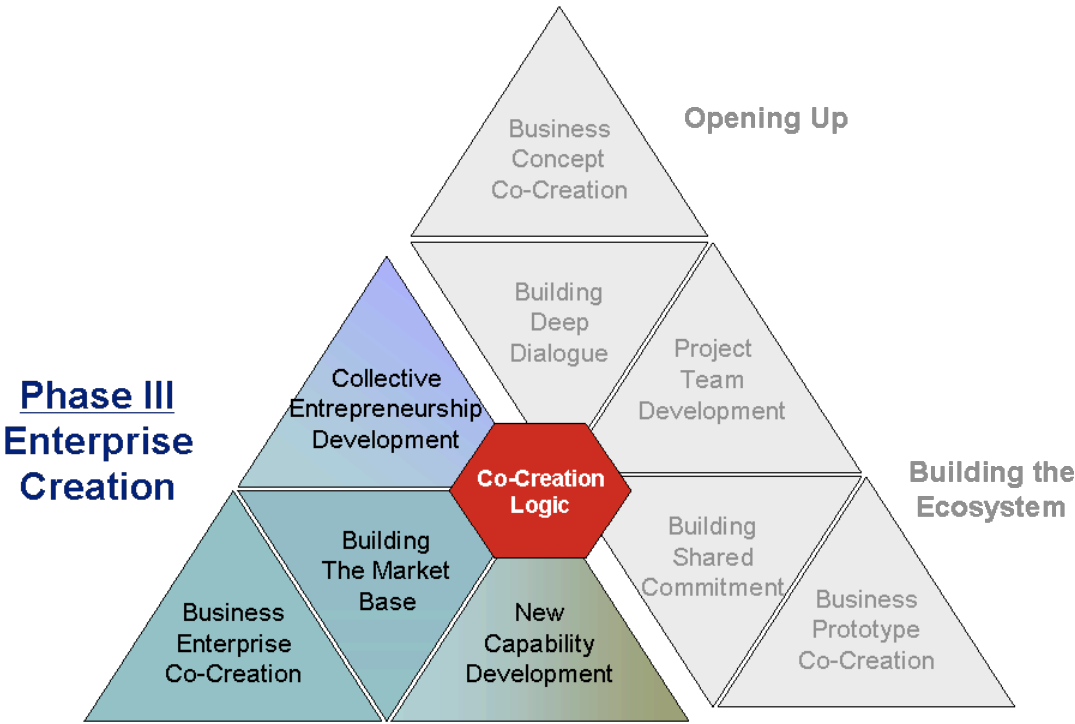 Opening Up
Business
Concept
Co-Creation
Building
Deep
Dialogue
Project
Team
Development
Collective
Entrepreneurship
Development
Phase III
Enterprise
Creation
Co-Creation
Logic
Building the
Ecosystem
Building
The Market
Base
Building
Shared
Commitment
Business
Enterprise
Co-Creation
New
Capability
Development
Business
Prototype
Co-Creation